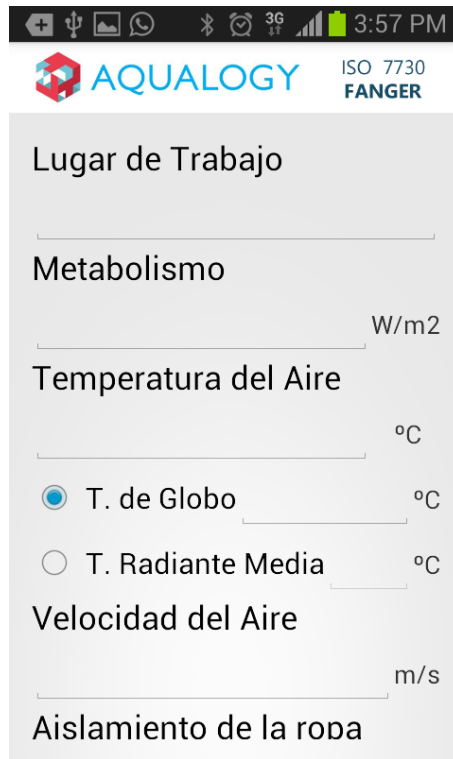 3G 3:57 PM
AQUALOGY ISO 7730
FANGER
Lugar de Trabajo
Metabolismo
W/m2
Temperatura del Aire
ºC
T. de Globo ºC
T. Radiante Media ºC
Velocidad del Aire
m/s
Aislamiento de la ropa